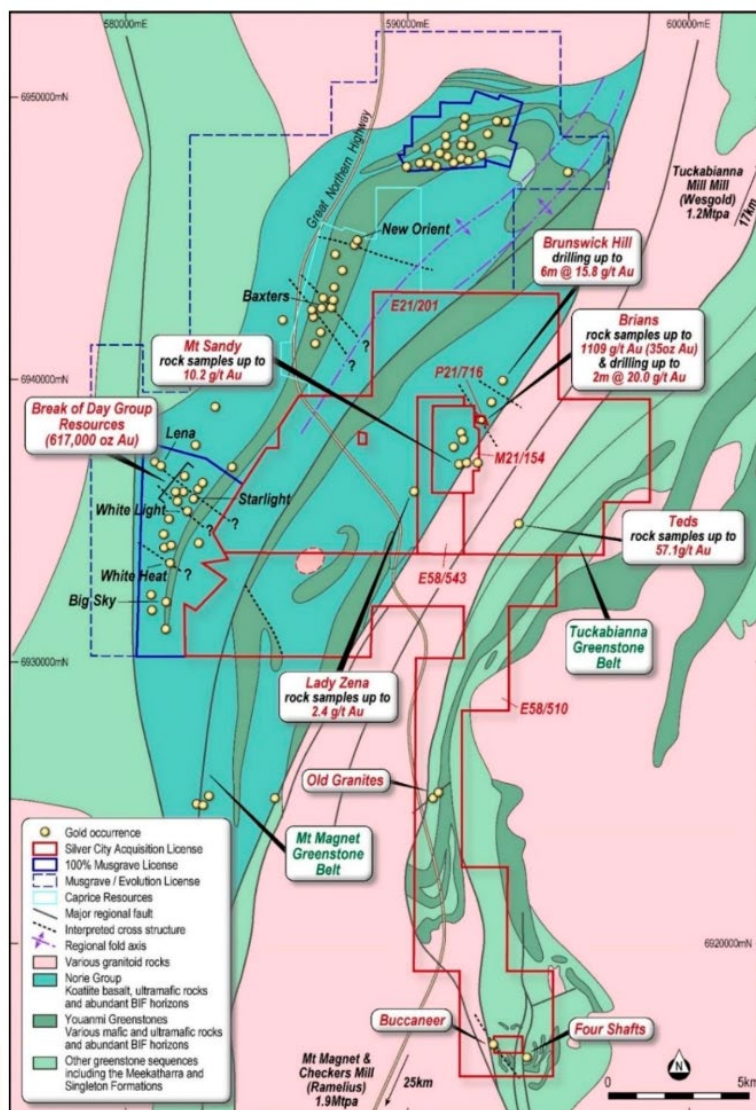 580000mE
590000mE
600000mE
6950000mN
Great Northern Highway
Tuckabianna
Mill Mill
(Wesgold)
1.2Mtpa
17km
New Orient
Brunswick Hill
drilling up to
6m @ 15.8 g/t Au
Baxters
E21/201
?
?
Mt Sandy
rock samples up to
10.2 g/t Au
Brians
rock samples up to
1109 g/t Au (35oz Au)
& drilling up to
2m @ 20.0 g/t Au
P21/716
6940000mN
Break of Day Group
Resources
(617,000 oz Au)
Lena
M21/154
Starlight
?
White Light
?
Teds
rock samples up to
57.1g/t Au
White Heat
?
E58/543
Big Sky
Tuckabianna
Greenstone
Belt
6930000mN
Lady Zena
rock samples up to
2.4 g/t Au
E58/510
Old Granites
Mt Magnet
Greenstone
Belt
Gold occurrence
Silver City Acquisition License
100% Musgrave License
Musgrave / Evolution License
Caprice Resources
Major regional fault
Interpreted cross structure
Regional fold axis
Various granitoid rocks
Norie Group
Koatiite basalt, ultramafic rocks
and abundant BIF horizons
Youanmi Greenstones
Various mafic and ultramafic rocks
and abundant BIF horizons
Other greenstone sequences
including the Meekatharra and
Singleton Formations
6920000mN
Buccaneer
Four Shafts
Mt Magnet &
Checkers Mill
(Ramelius)
1.9Mtpa
25km
N
0
5km